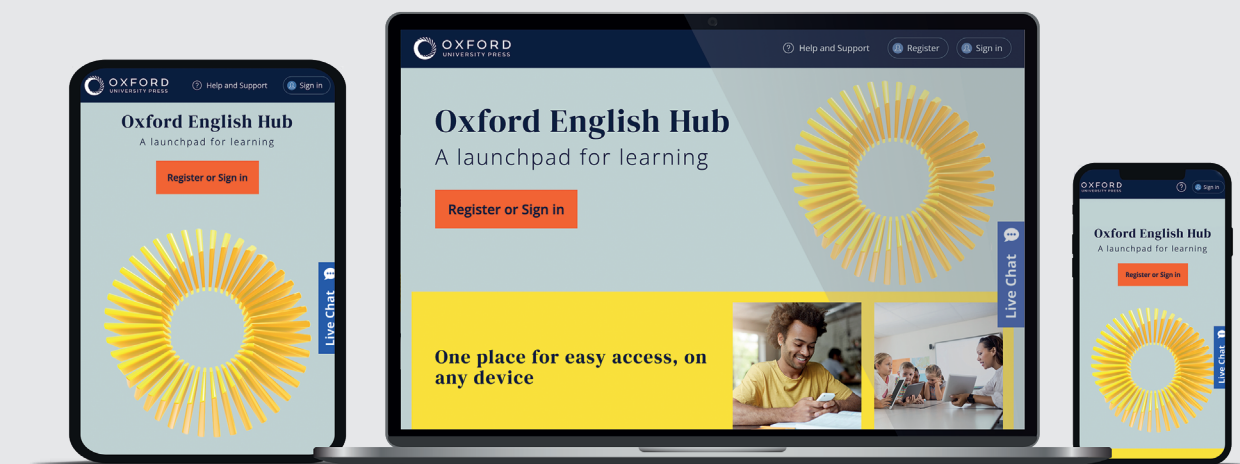 OXFORD
UNIVERSITY PRESS
Help and Support
Sign in
Oxford English Hub
A launchpad for learning
Register or Sign in
Live Chat
OXFORD
UNIVERSITY PRESS
Help and Support
Register
Sign in
Oxford English Hub
A launchpad for learning
Register or Sign in
Live Chat
One place for easy access, on
any device
OXFORD
UNIVERSITY PRESS
Sign in
Oxford English Hub
A launchpad for learning
Register or Sign in
Live Chat